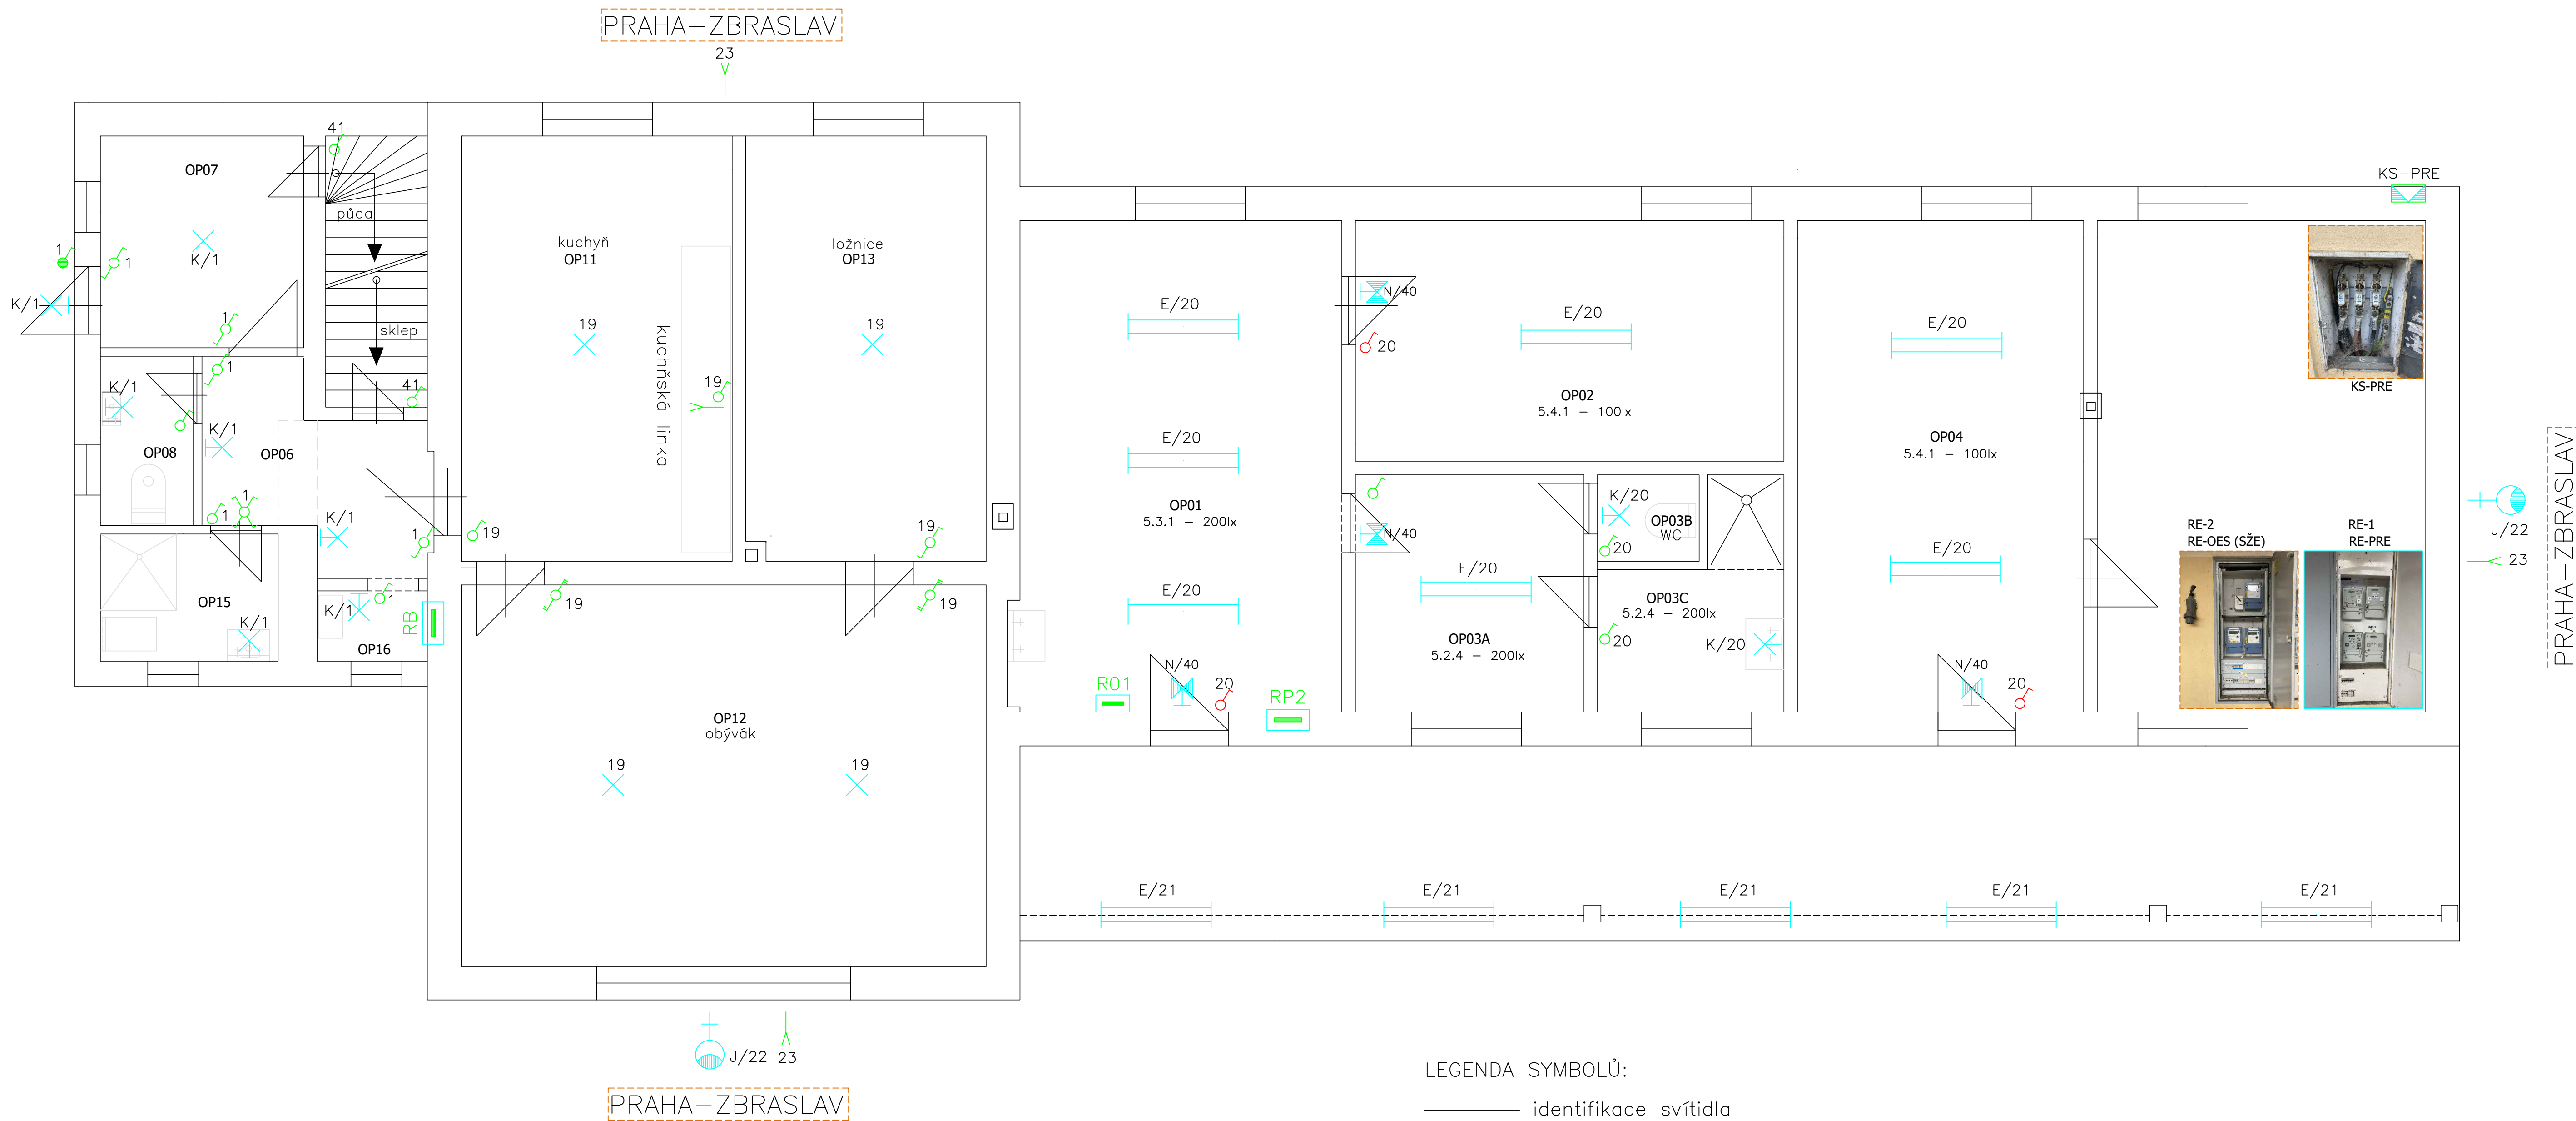 PRAHA-ZBRASLAV
23
41
OP07
KS-PRE
půda
kuchyň
OP11
ložnice
OP13
1
1
K/1
K/1
E/20
N/40
E/20
E/20
sklep
1
19
19
20
KS-PRE
1
kuchňská linka
19
41
K/1
OP02
5.4.1 - 100lx
K/1
E/20
OP04
5.4.1 - 100lx
OP08
OP06
PRAHA-ZBRASLAV
1
K/20
OP01
5.3.1 - 200lx
K/1
1
1
19
19
OP03B
WC
N/40
RE-2
RE-OES (SŽE)
RE-1
RE-PRE
J/22
20
E/20
23
E/20
OP15
K/1
1
19
19
E/20
OP03C
5.2.4 - 200lx
RB
K/1
OP03A
5.2.4 - 200lx
20
K/20
OP16
N/40
20
N/40
20
R01
RP2
OP12
obývák
19
19
E/21
E/21
E/21
E/21
E/21
J/22
23
LEGENDA SYMBOLŮ:
PRAHA-ZBRASLAV
identifikace svítidla